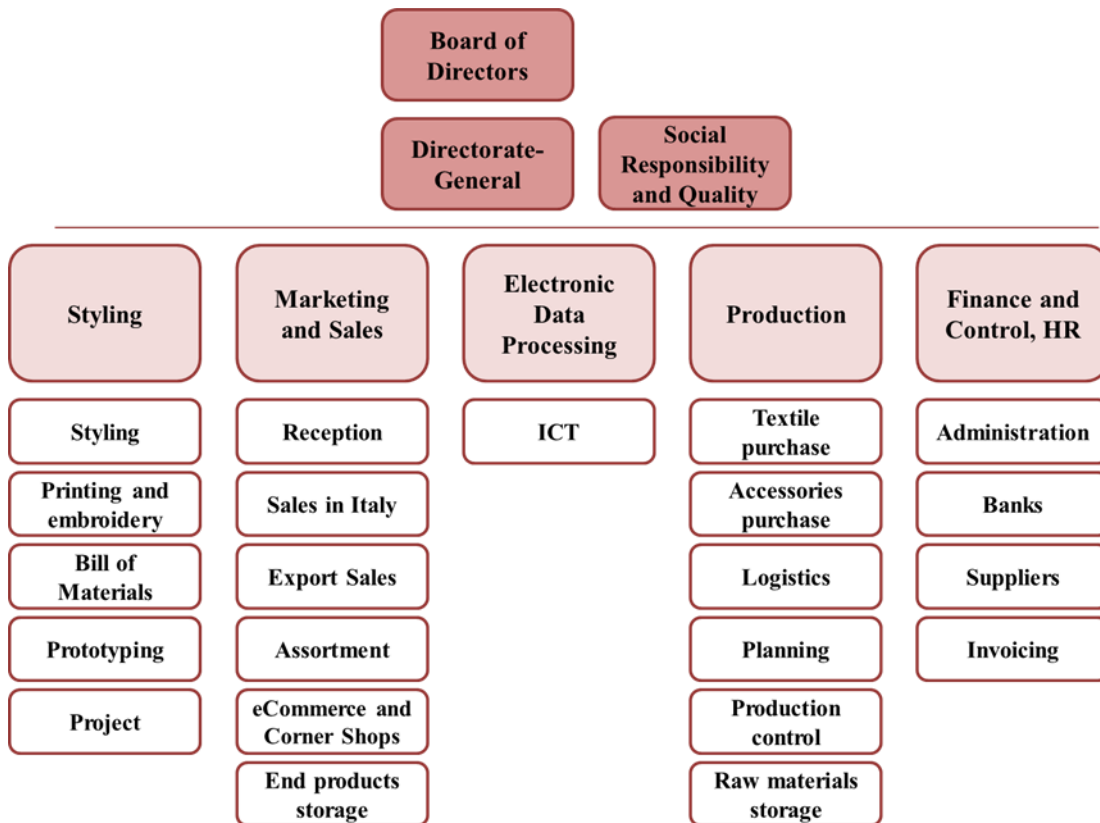 Board of
Directors
Directorate-
General
Social
Responsibility
and Quality
Styling
Marketing
and Sales
Electronic
Data
Processing
Production
Finance and
Control, HR
Styling
Printing and
embroidery
Bill of
Materials
Prototyping
Project
Reception
Sales in Italy
Export Sales
Assortment
eCommerce and
Corner Shops
End products
storage
ICT
Textile
purchase
Accessories
purchase
Logistics
Planning
Production
control
Raw materials
storage
Administration
Banks
Suppliers
Invoicing